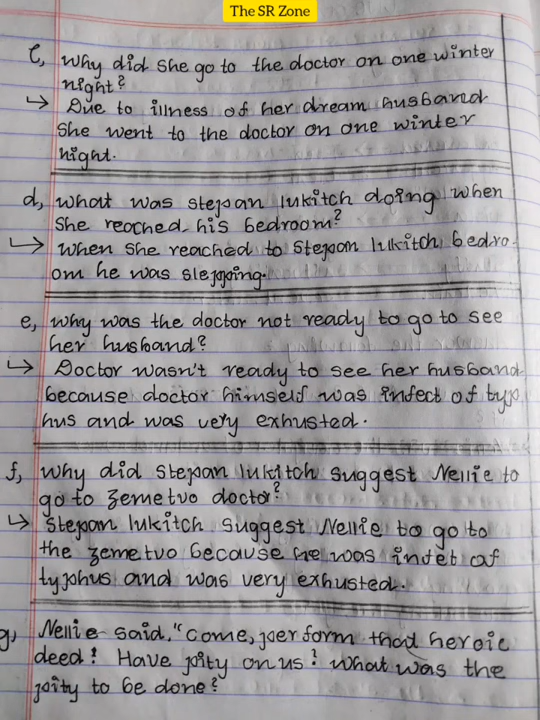 The SR Zone
c, Why did she go to the doctor on one winter
night?
↳ Due to illness of her dream husband
she went to the doctor on one winter
night.
d, what was stepan lukitch doing when
she reached his bedroom?
↳ when she reached to stepan lukitch bedro-
om he was slepping.
e, why was the doctor not ready to go to see
her husband?
↳ Doctor wasn't ready to see her husband
because doctor himself was infect of typ
hus and was very exhusted.
f, why did stepan lukitch suggest Nellie to
go to zemetvo doctor?
↳ stepan lukitch suggest Nellie to go to
the zemetvo because he was infet of
typhus and was very exhusted.
g, Nellie said, "come, perform that heroic
deed! Have pity on us! what was the
pity to be done?